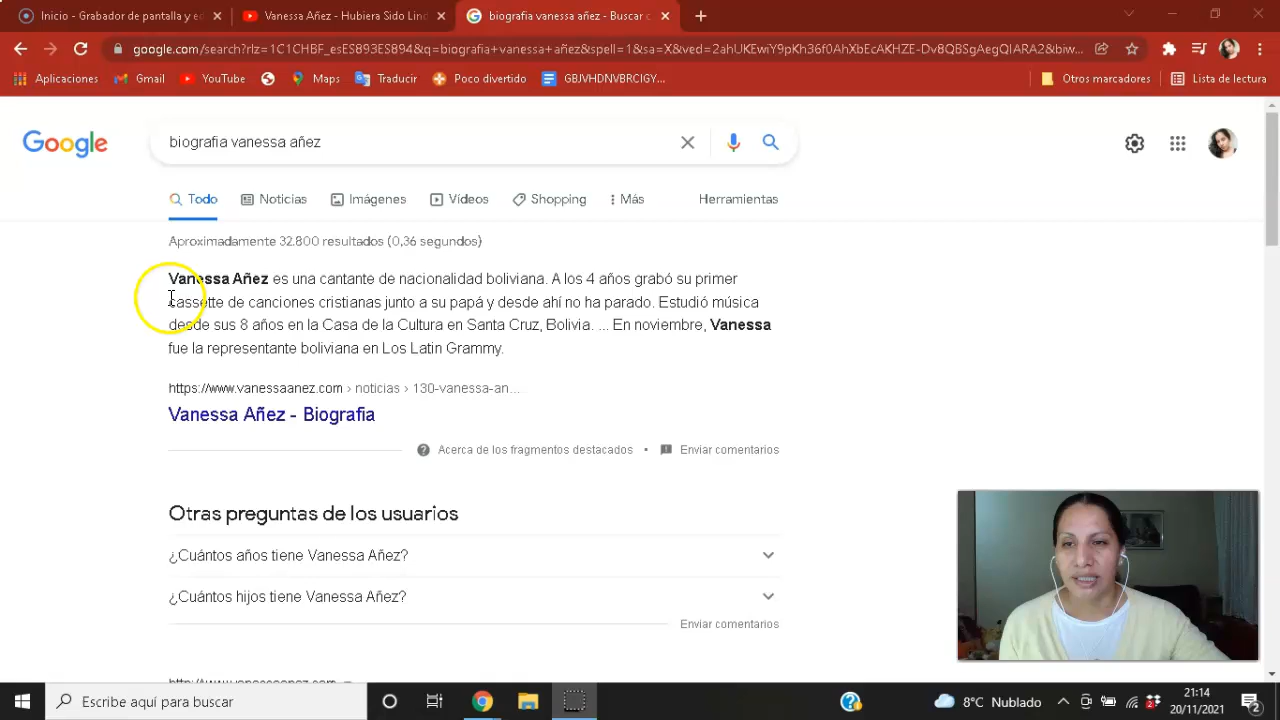 Inicio - Grabador de pantalla y ed
Vanessa Añez - Hubiera Sido Lind
biografia vanessa añez - Buscar c
google.com/search?rlz=1C1CHBF_esES893ES894&q=biografia+vanessa+añez&spell=1&sa=X&ved=2ahUKEwiY9pKh36f0AhXbEcAKHZE-Dv8QBSgAegQIARA2&biw...
Aplicaciones
Gmail
YouTube
Maps
Traducir
Poco divertido
GBJVHDNVBRCIGY...
Otros marcadores
Lista de lectura
Google
biografia vanessa añez
Todo
Noticias
Imágenes
Vídeos
Shopping
Más
Herramientas
Aproximadamente 32.800 resultados (0,36 segundos)
Vanessa Añez es una cantante de nacionalidad boliviana. A los 4 años grabó su primer
cassette de canciones cristianas junto a su papá y desde ahí no ha parado. Estudió música
desde sus 8 años en la Casa de la Cultura en Santa Cruz, Bolivia. ... En noviembre, Vanessa
fue la representante boliviana en Los Latin Grammy.
https://www.vanessaanez.com › noticias › 130-vanessa-an...
Vanessa Añez - Biografia
Acerca de los fragmentos destacados
Enviar comentarios
Otras preguntas de los usuarios
¿Cuántos años tiene Vanessa Añez?
¿Cuántos hijos tiene Vanessa Añez?
Enviar comentarios
Escribe aquí para buscar
8°C Nublado
21:14
20/11/2021
2